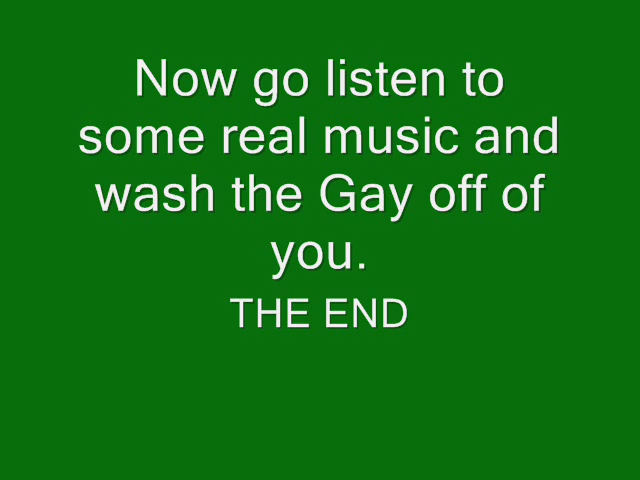 Now go listen to
some real music and
wash the Gay off of
you.
THE END